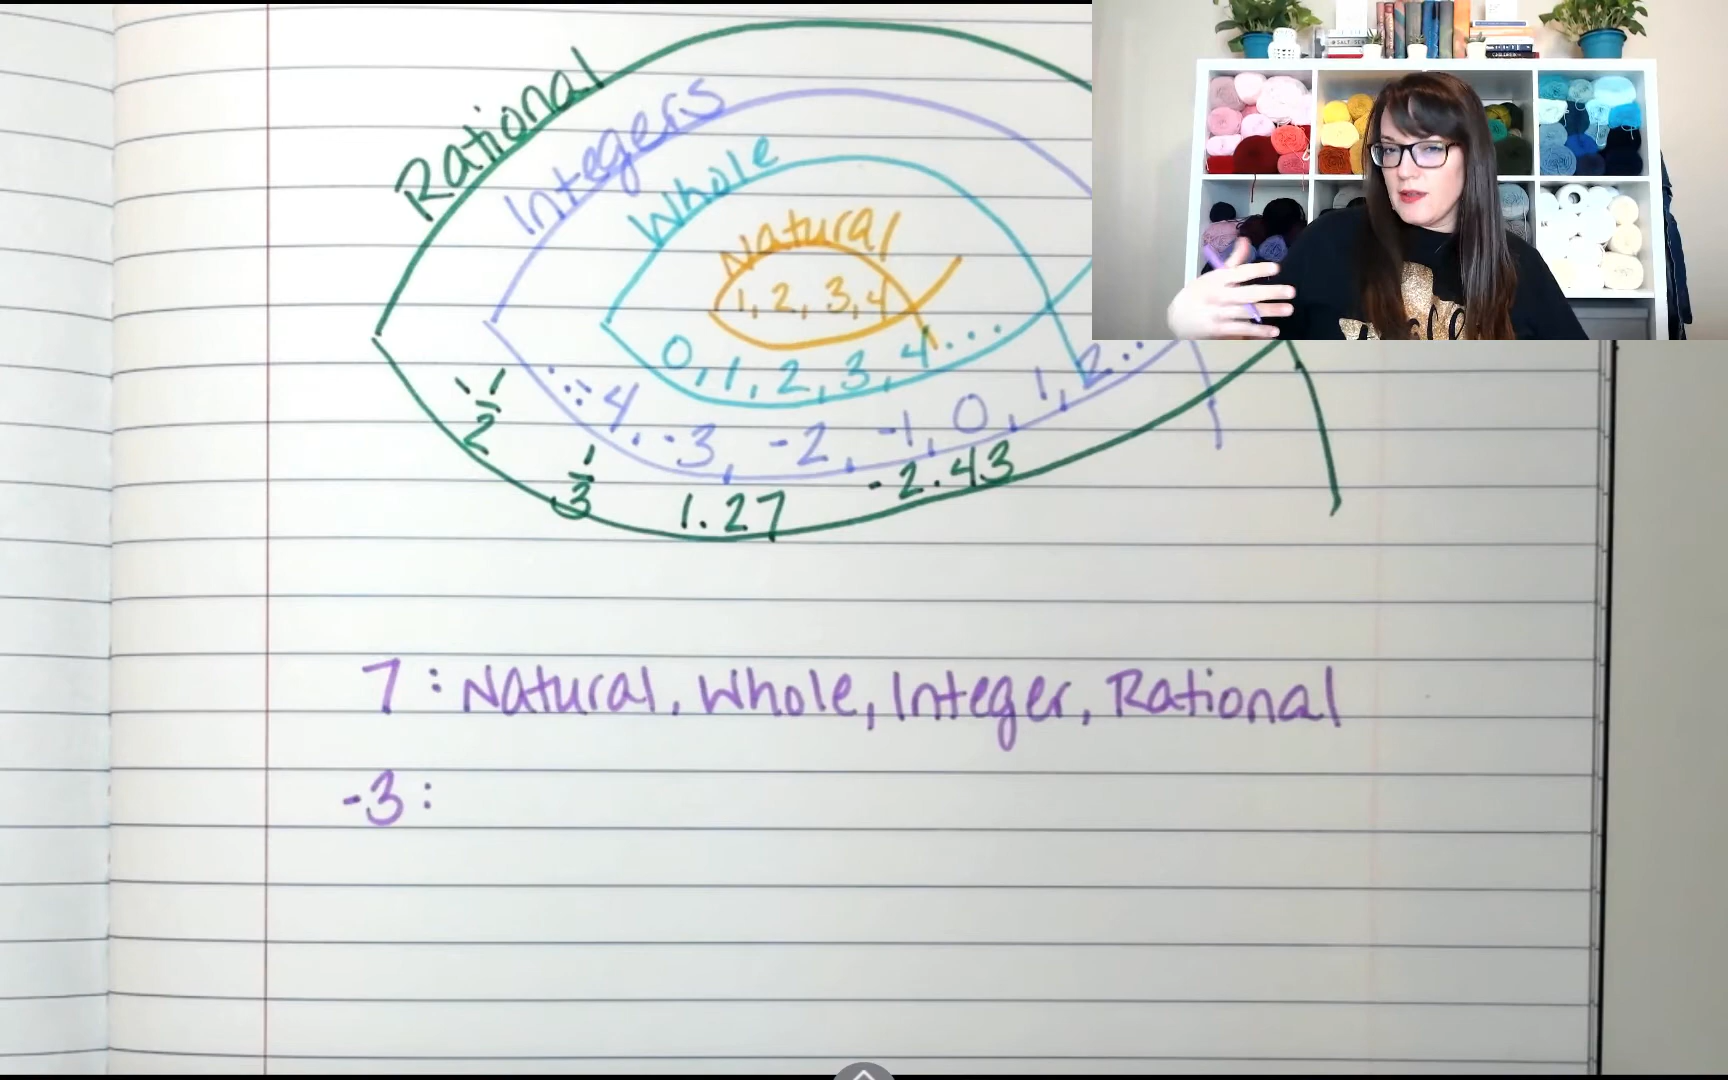 Rational
Integers
Whole
Natural
1, 2, 3, 4
0, 1, 2, 3, 4 ...
... 4, -3, -2, -1, 0, 1, 2...
1/2
1/3
1.27
-2.43
7: Natural, Whole, Integer, Rational
-3: